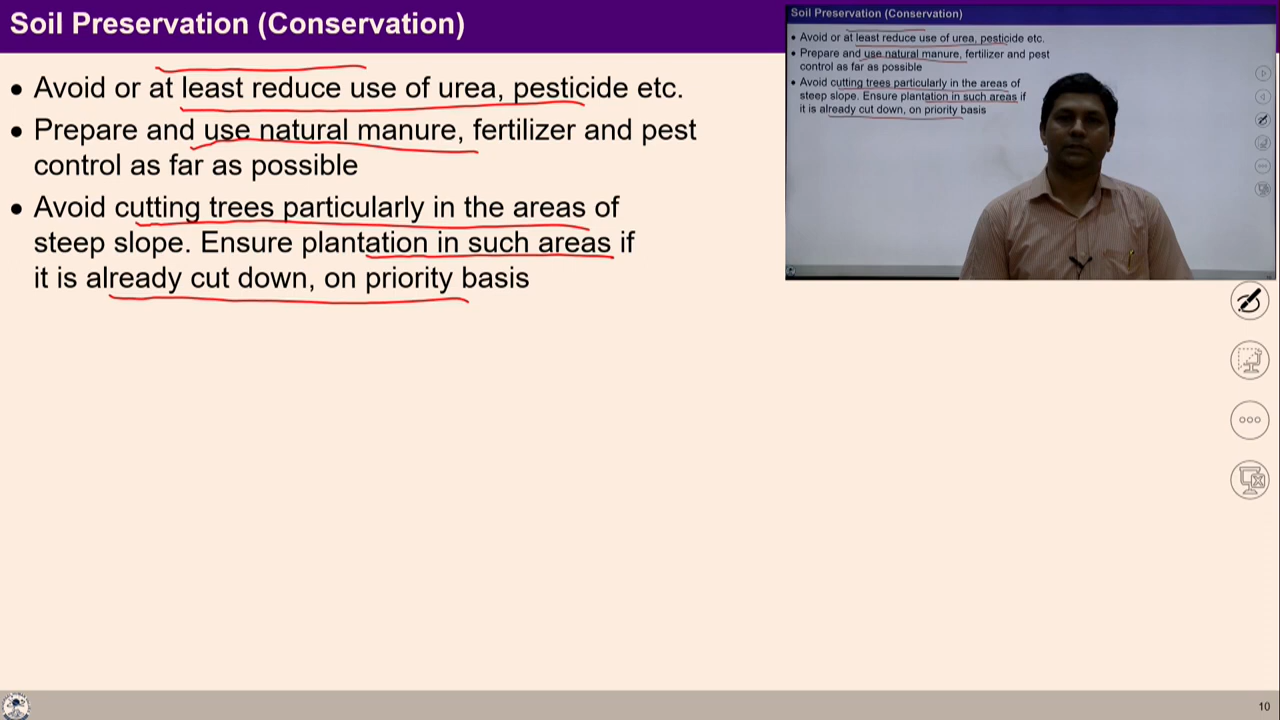 Soil Preservation (Conservation)
● Avoid or at least reduce use of urea, pesticide etc.
● Prepare and use natural manure, fertilizer and pest
control as far as possible
● Avoid cutting trees particularly in the areas of
steep slope. Ensure plantation in such areas if
it is already cut down, on priority basis
Soil Preservation (Conservation)
● Avoid or at least reduce use of urea, pesticide etc.
● Prepare and use natural manure, fertilizer and pest
control as far as possible
● Avoid cutting trees particularly in the areas of
steep slope. Ensure plantation in such areas if
it is already cut down, on priority basis
10